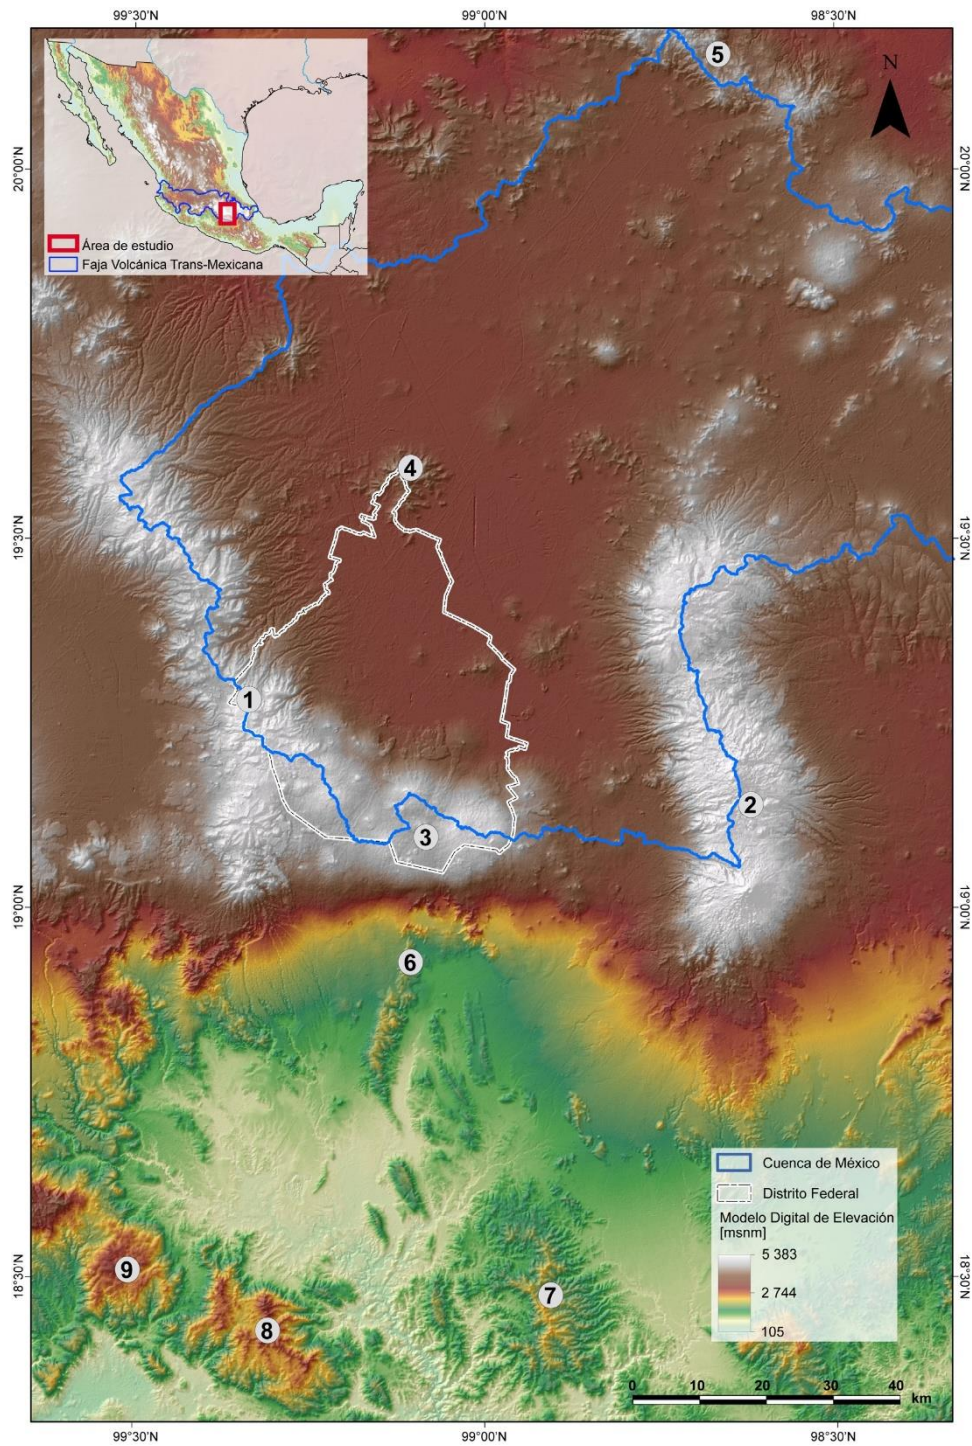 99°30'N 99°00'N 98°30'N
5
N
20°00'N 20°00'N
Área de estudio
Faja Volcánica Trans-Mexicana
4
19°30'N 19°30'N
1
2
3
19°00'N 19°00'N
6
Cuenca de México
Distrito Federal
Modelo Digital de Elevación
[msnm]
5 383
2 744
105
18°30'N 18°30'N
9
7
8
0 10 20 30 40
km
99°30'N 99°00'N 98°30'N